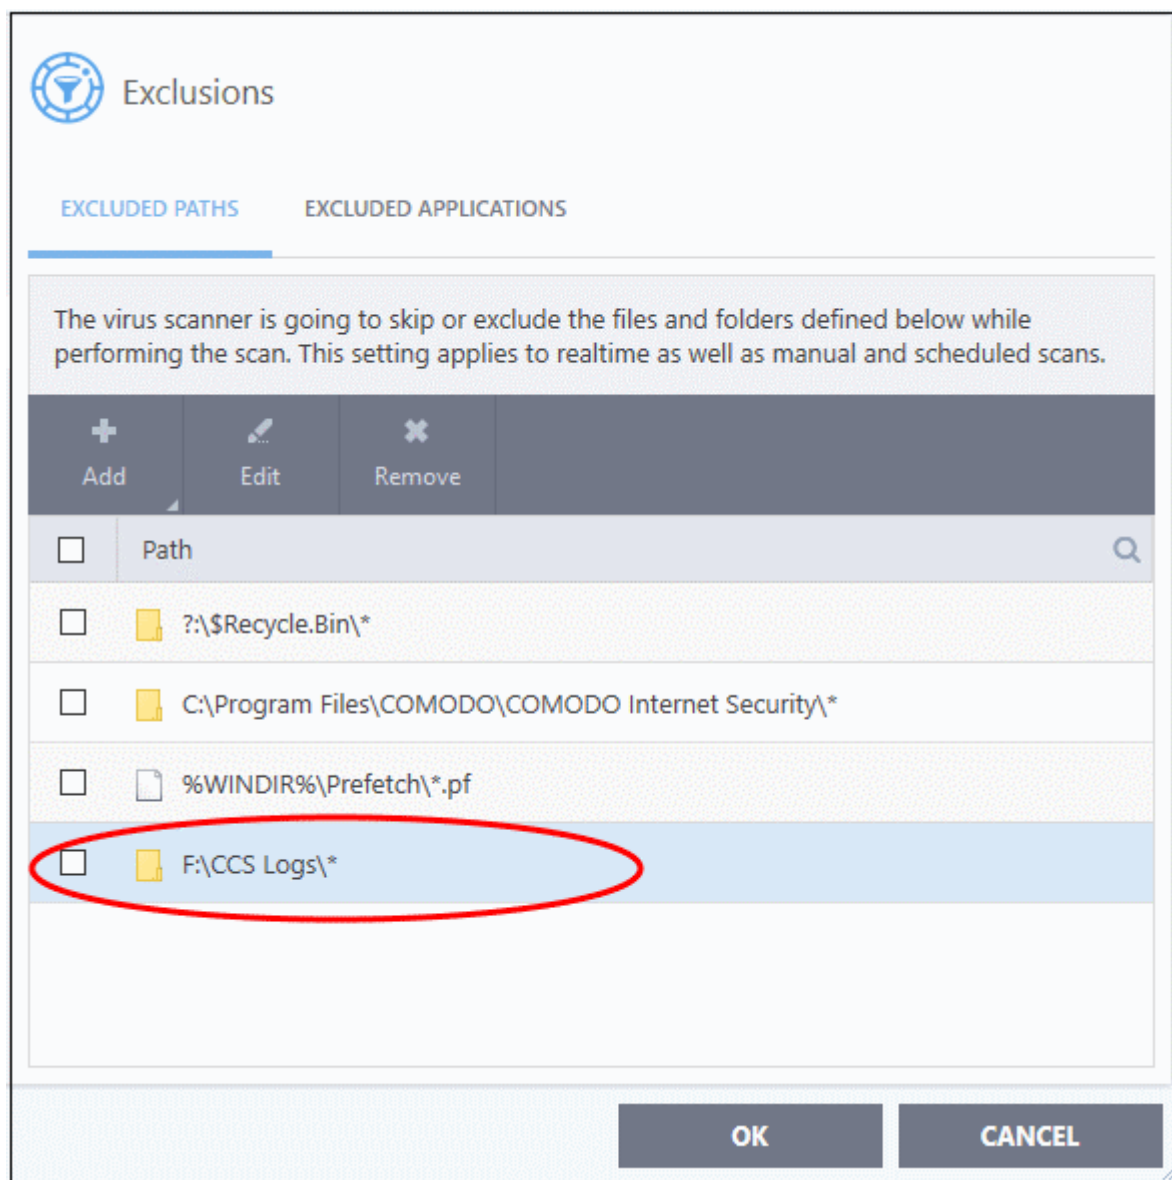 Exclusions
EXCLUDED PATHS EXCLUDED APPLICATIONS
The virus scanner is going to skip or exclude the files and folders defined below while
performing the scan. This setting applies to realtime as well as manual and scheduled scans.
Add Edit Remove
Path
?:\$Recycle.Bin\*
C:\Program Files\COMODO\COMODO Internet Security\*
%WINDIR%\Prefetch\*.pf
F:\CCS Logs\*
OK CANCEL